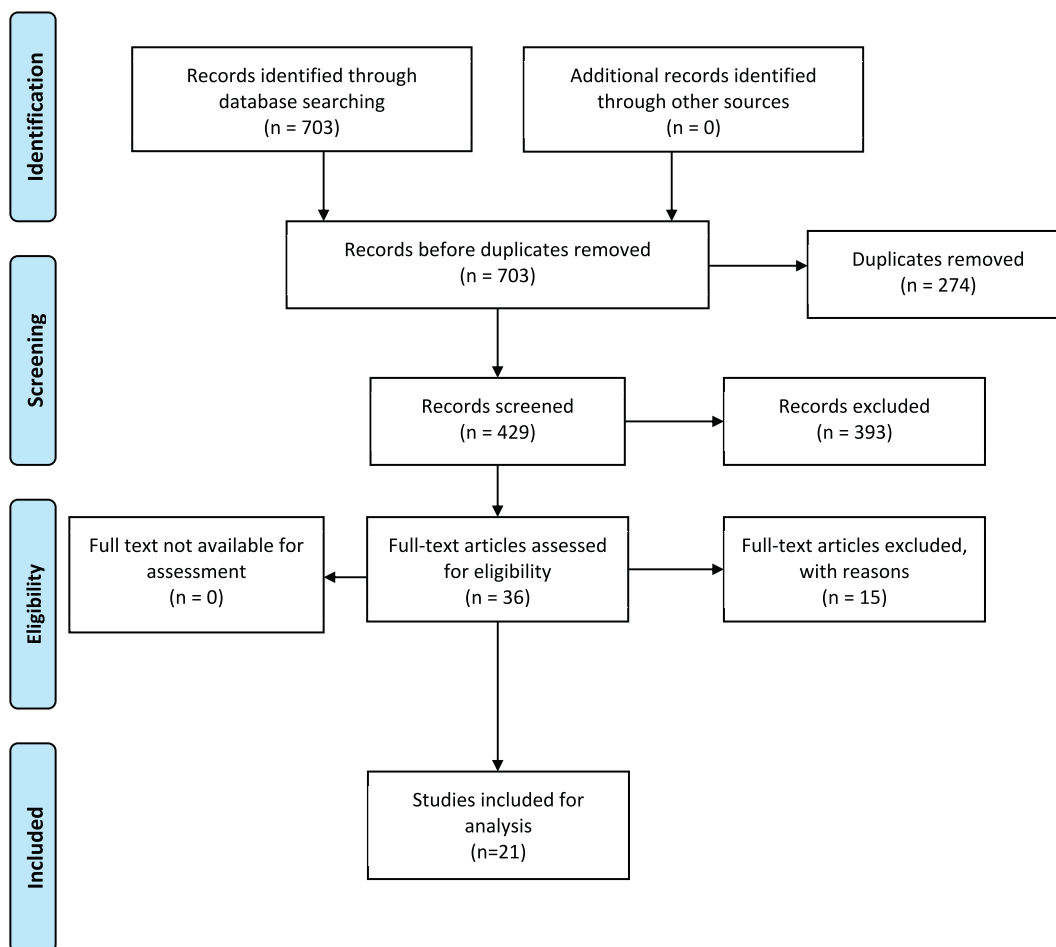 Identification
Records identified through
database searching
(n = 703)
Additional records identified
through other sources
(n = 0)
Records before duplicates removed
(n = 703)
Duplicates removed
(n = 274)
Screening
Records screened
(n = 429)
Records excluded
(n = 393)
Eligibility
Full text not available for
assessment
(n = 0)
Full-text articles assessed
for eligibility
(n = 36)
Full-text articles excluded,
with reasons
(n = 15)
Included
Studies included for
analysis
(n=21)